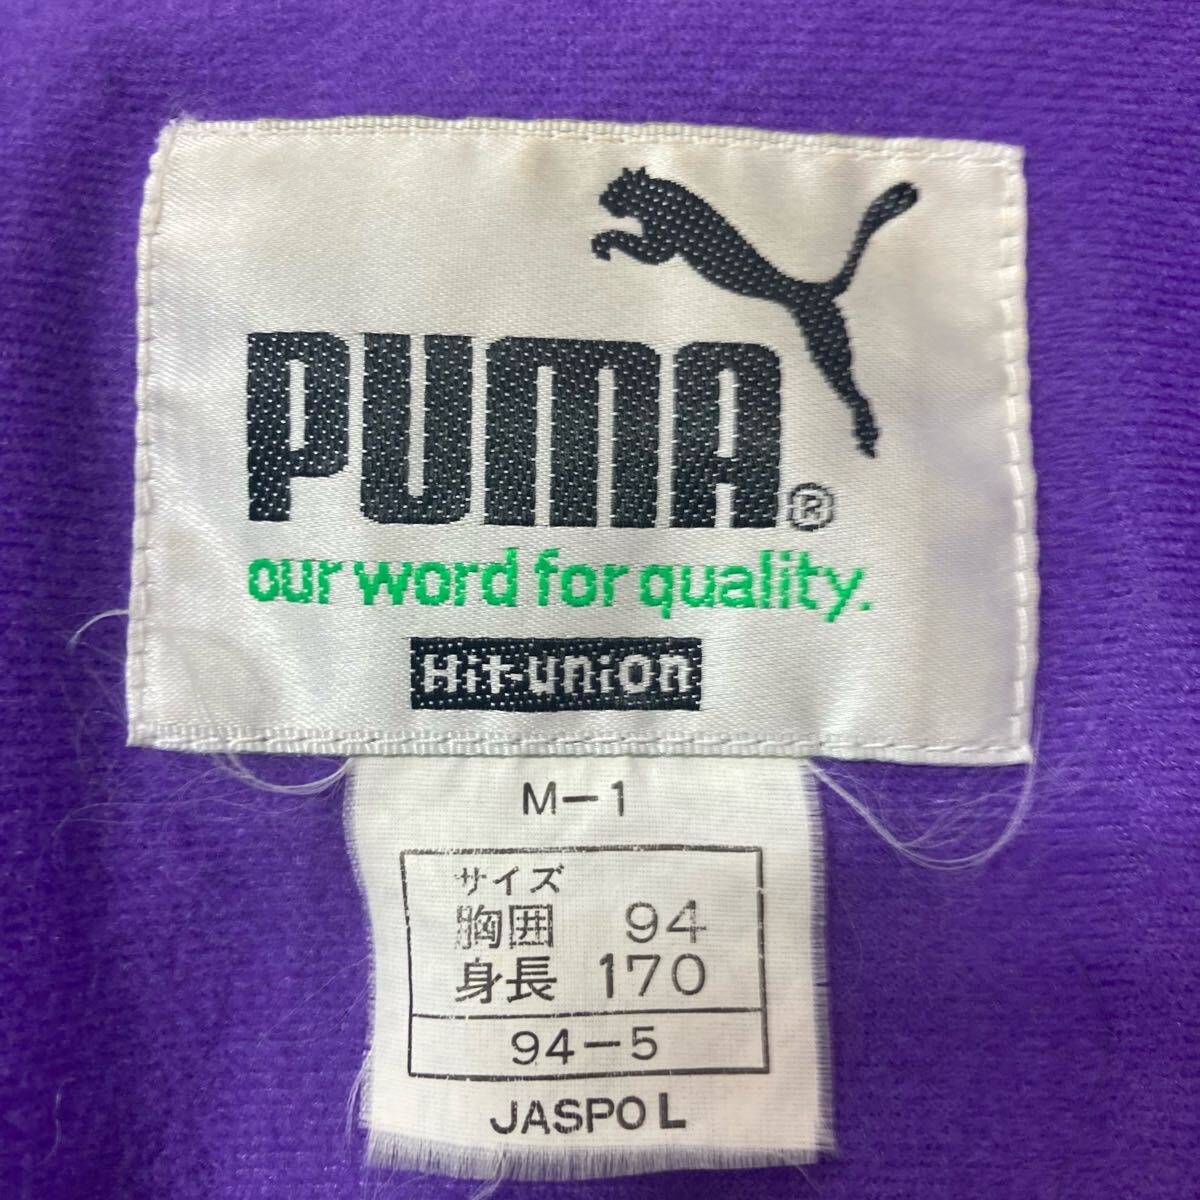 PUMA®
our word for quality.
Hit-union
M-1
サイズ
胸囲 94
身長 170
94-5
JASPO L